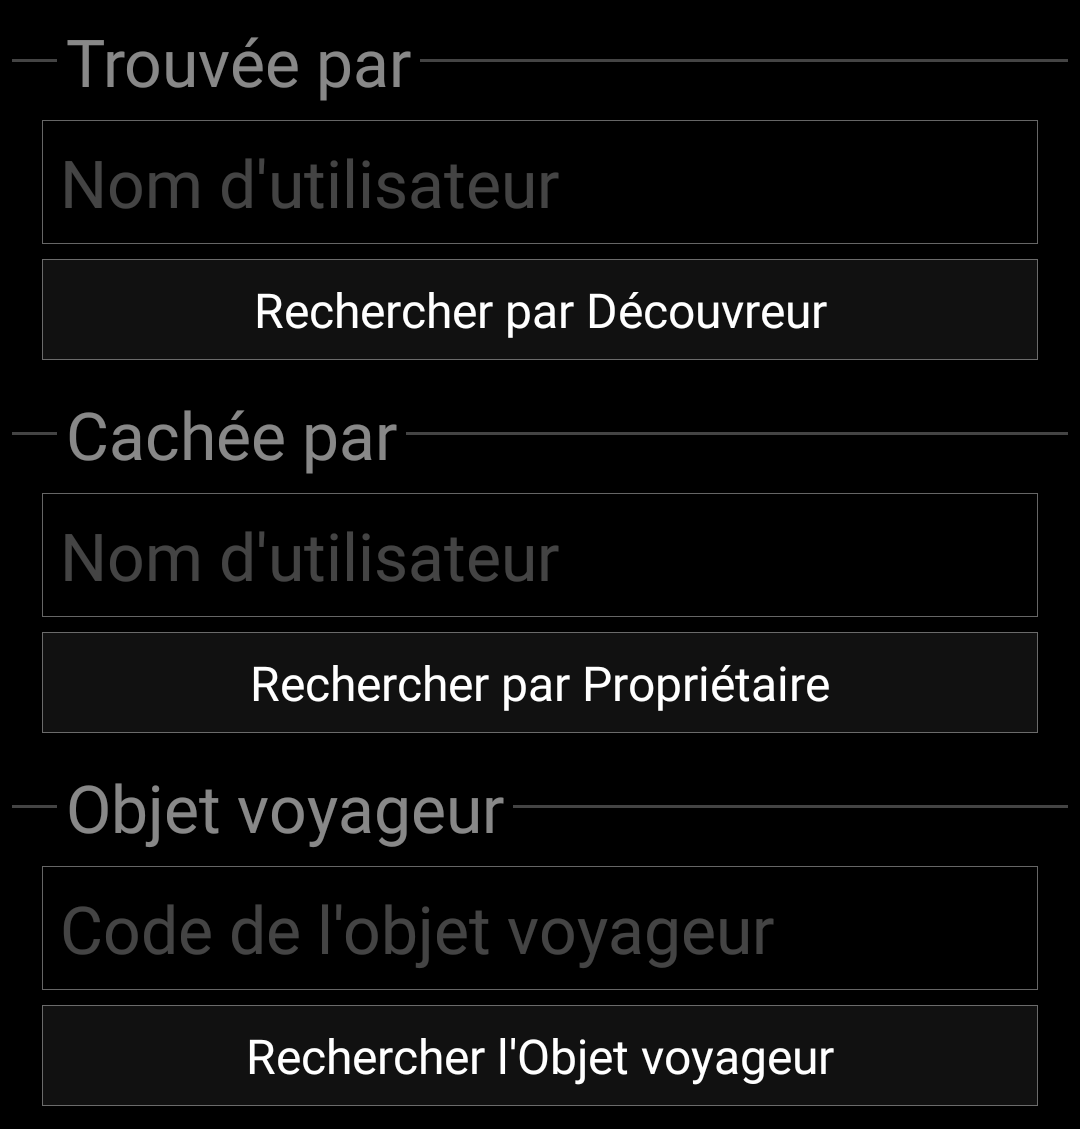 Trouvée par
Nom d'utilisateur
Rechercher par Découvreur
Cachée par
Nom d'utilisateur
Rechercher par Propriétaire
Objet voyageur
Code de l'objet voyageur
Rechercher l'Objet voyageur